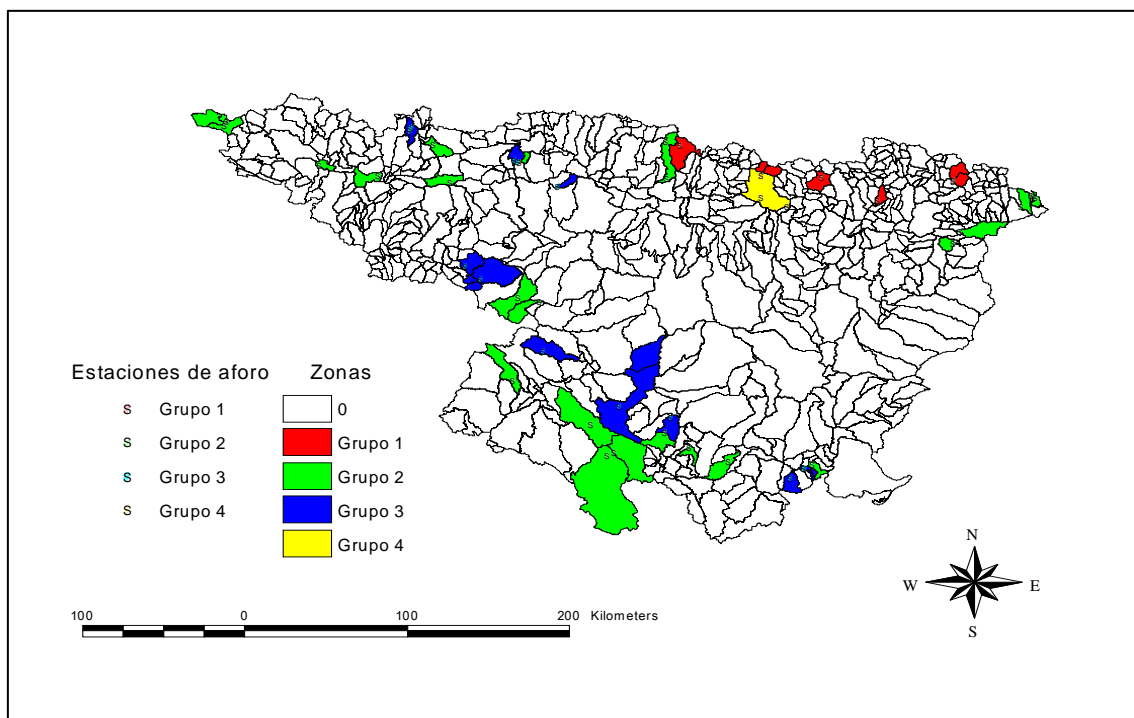 Estaciones de aforo
S Grupo 1
S Grupo 2
S Grupo 3
S Grupo 4
Zonas
0
Grupo 1
Grupo 2
Grupo 3
Grupo 4
100 0 100 200 Kilometers
N
W E
S